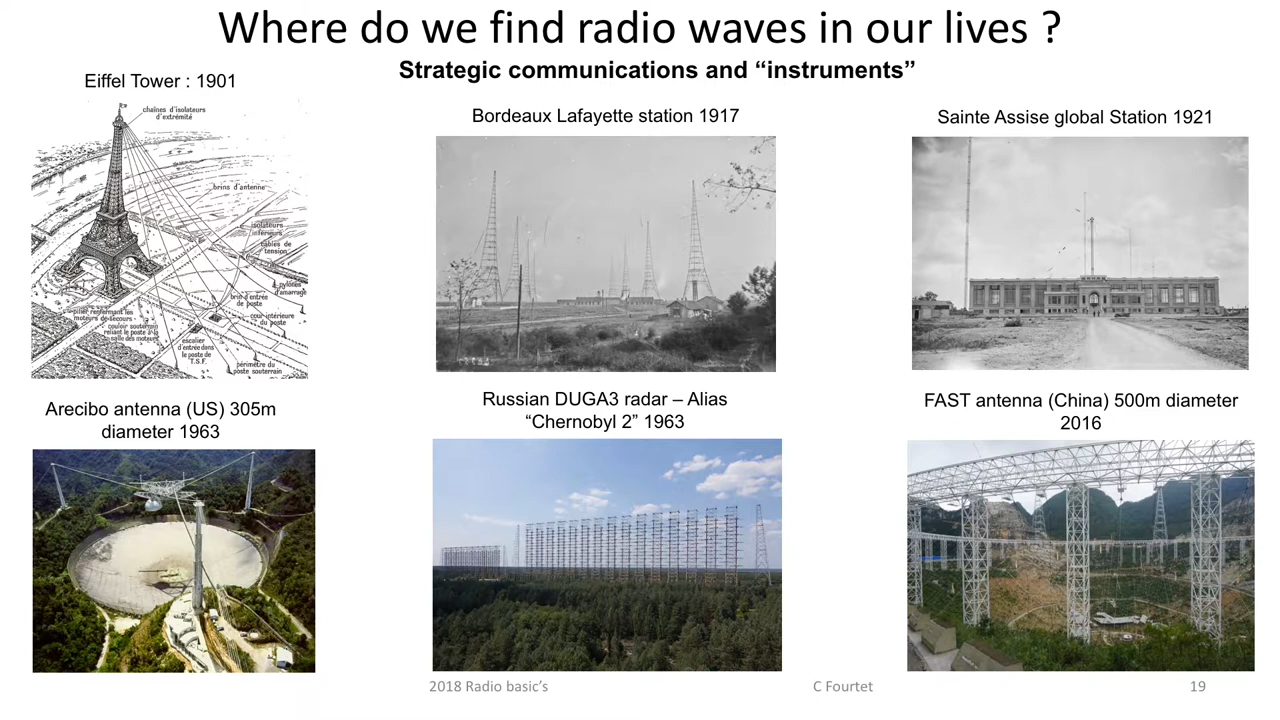 Where do we find radio waves in our lives ?
Strategic communications and “instruments”
Eiffel Tower : 1901
chaînes d'isolateurs
d'extrémité
brins d'antenne
isolateurs
inférieurs
câbles de
tension
pylônes
d'amarrage
brin d'entrée
de poste
cour intérieure
du poste
pilier renfermant les
moteurs de secours
couloir souterrain
reliant le poste à la
salle des moteurs
escalier
d'entrée dans
le poste de
T.S.F.
périmètre du
poste souterrain
Bordeaux Lafayette station 1917
Sainte Assise global Station 1921
Arecibo antenna (US) 305m
diameter 1963
Russian DUGA3 radar – Alias
“Chernobyl 2” 1963
FAST antenna (China) 500m diameter
2016
2018 Radio basic’s
C Fourtet
19